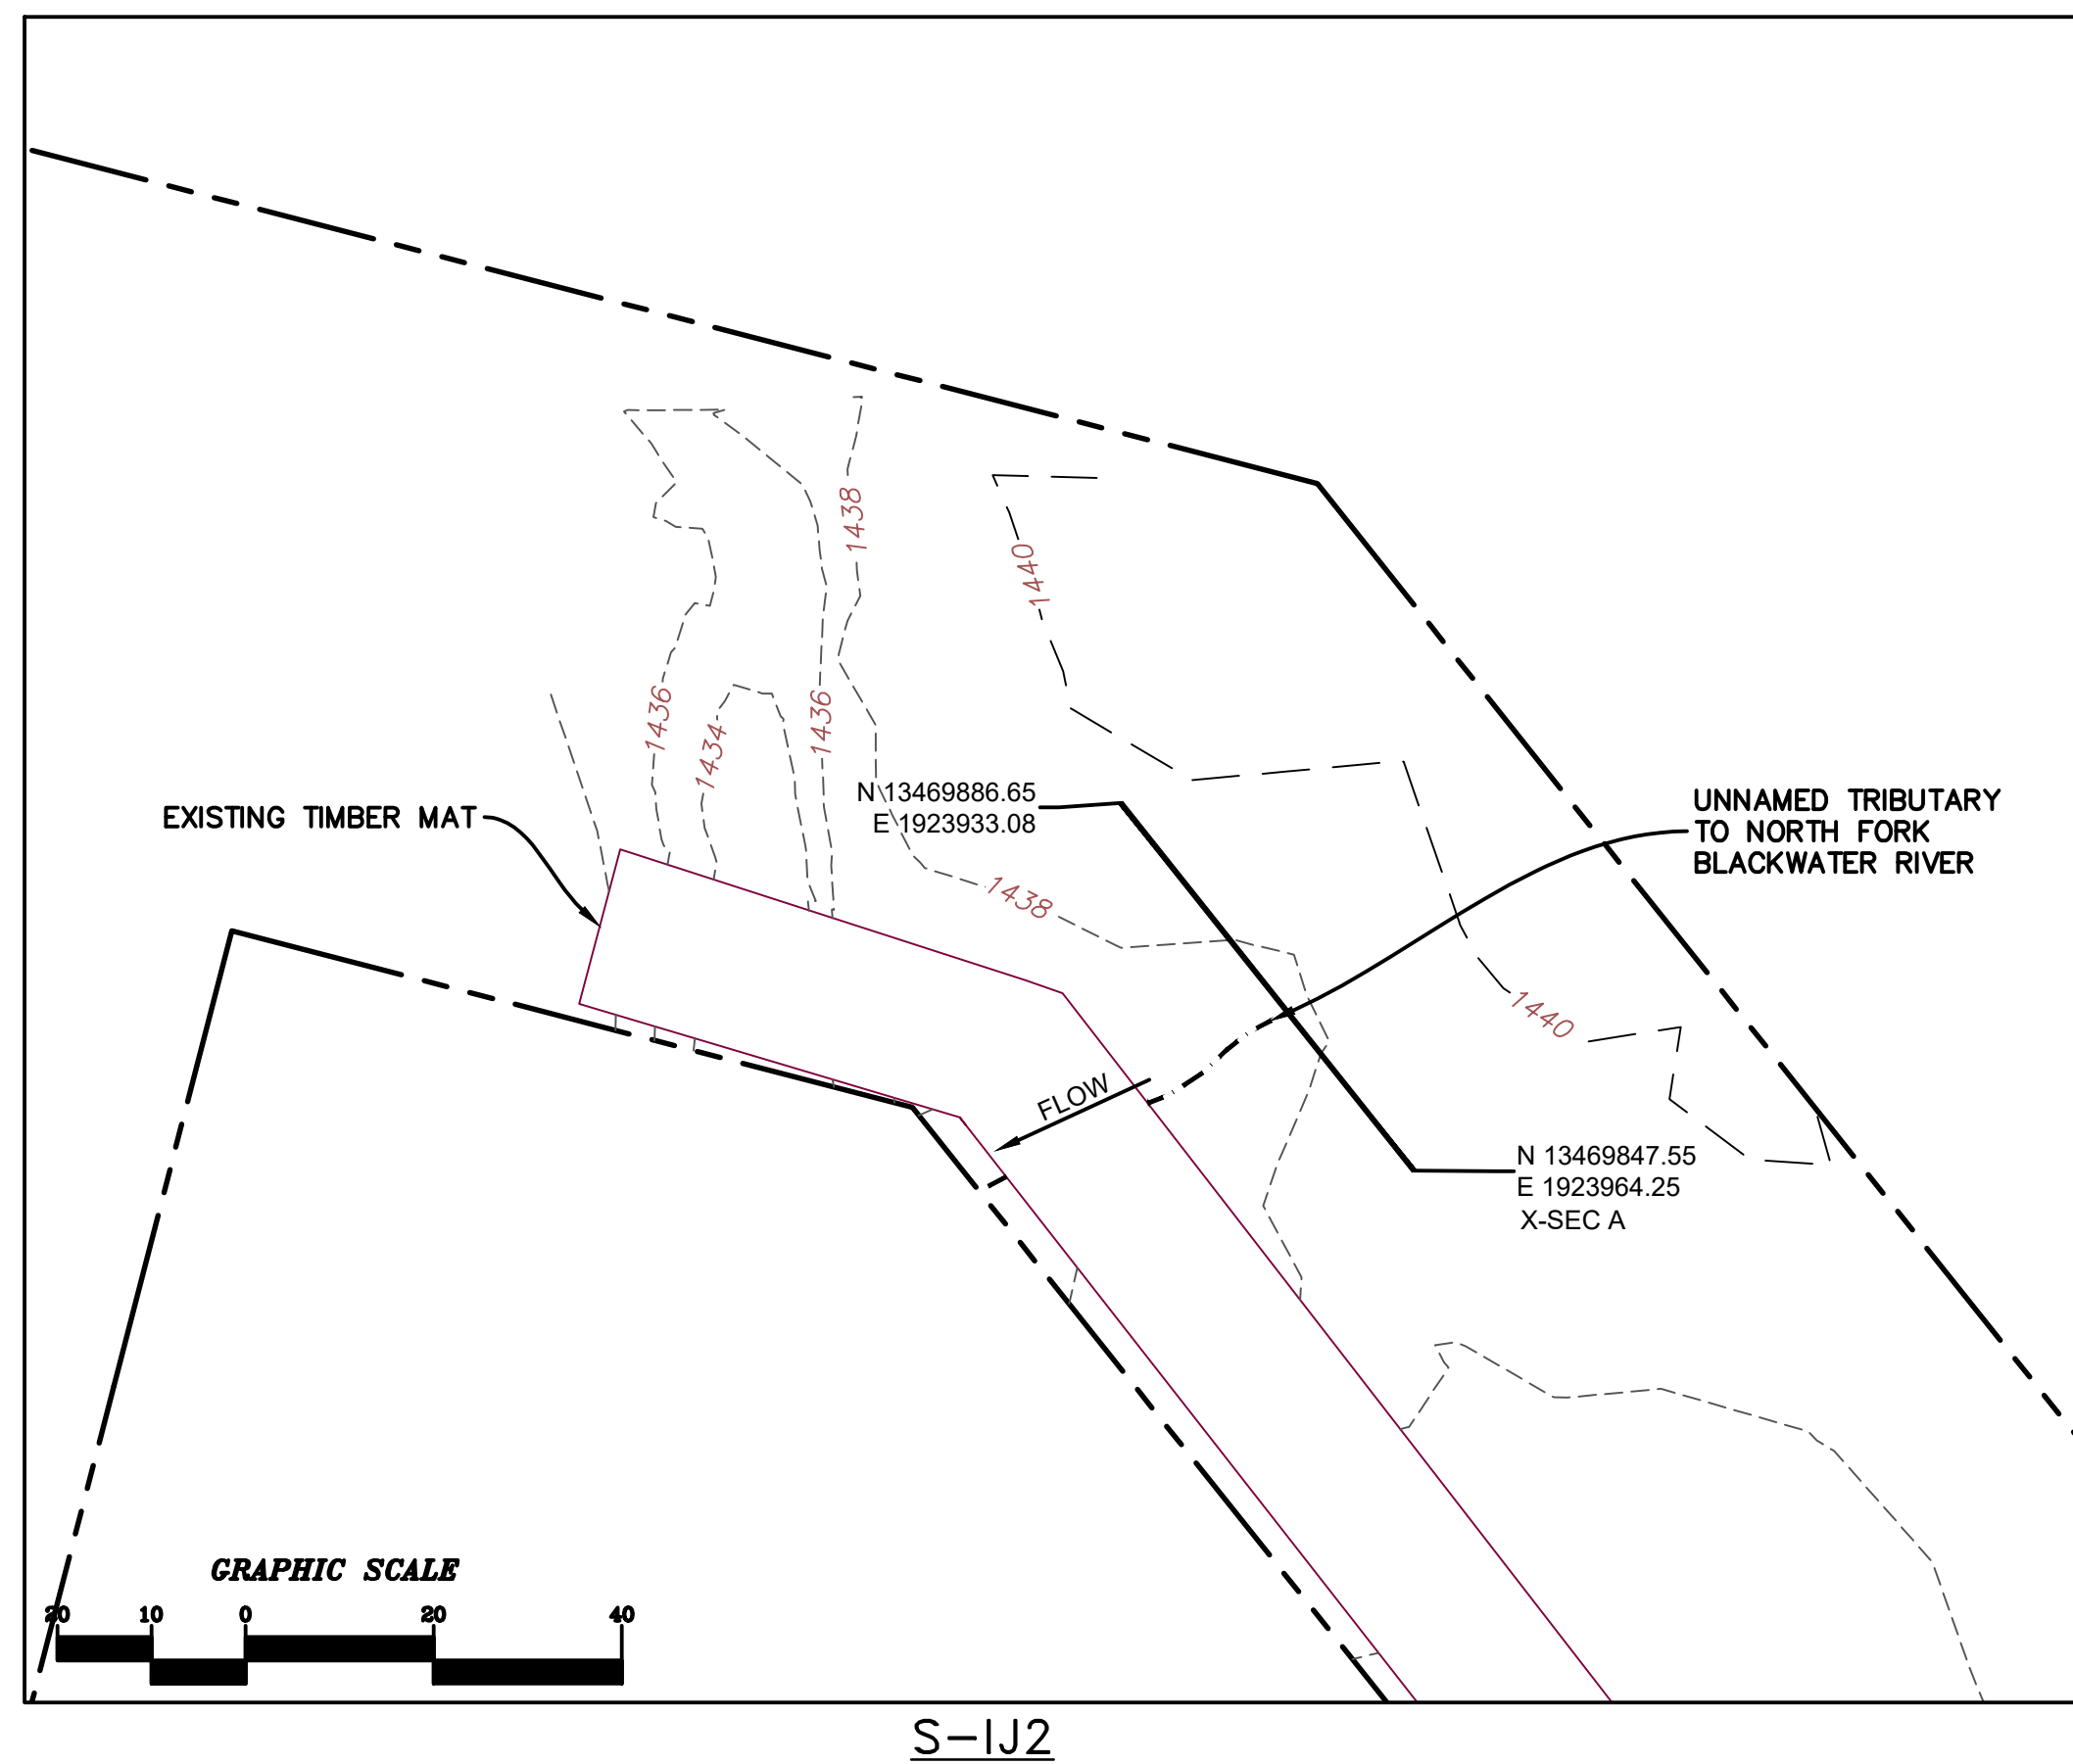 1438
1440
1436
1434
1436
N 13469886.65
E 1923933.08
EXISTING TIMBER MAT
UNNAMED TRIBUTARY
TO NORTH FORK
BLACKWATER RIVER
1438
1440
FLOW
N 13469847.55
E 1923964.25
X-SEC A
GRAPHIC SCALE
20 10 0 20 40
S-IJ2